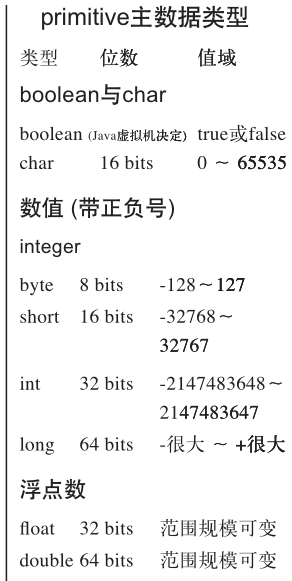 primitive主数据类型
类型 位数 值域
boolean与char
boolean (Java虚拟机决定) true或false
char 16 bits 0 ~ 65535
数值 (带正负号)
integer
byte 8 bits -128~127
short 16 bits -32768~
32767
int 32 bits -2147483648~
2147483647
long 64 bits -很大 ~ +很大
浮点数
float 32 bits 范围规模可变
double 64 bits 范围规模可变